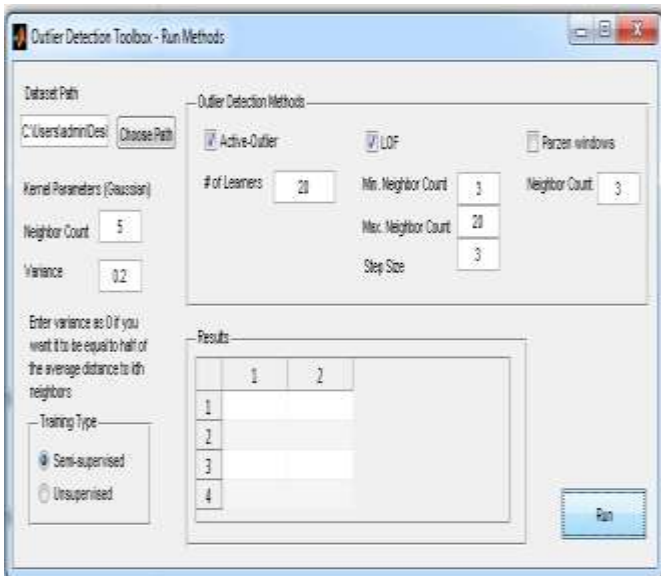 Outlier Detection Toolbox - Run Methods
Dataset Path
C:\Users\admin\Des
Choose Path
Kernel Parameters (Gaussian)
Neighbor Count 5
Variance 0.2
Enter variance as 0 if you
want it to be equal to half of
the average distance to kth
neighbors
Training Type
Semi-supervised
Unsupervised
Outlier Detection Methods
Active-Outlier
# of Learners 20
LOF
Min. Neighbor Count 3
Max. Neighbor Count 20
Step Size 3
Parzen windows
Neighbor Count 3
Results
1 2
1
2
3
4
Run